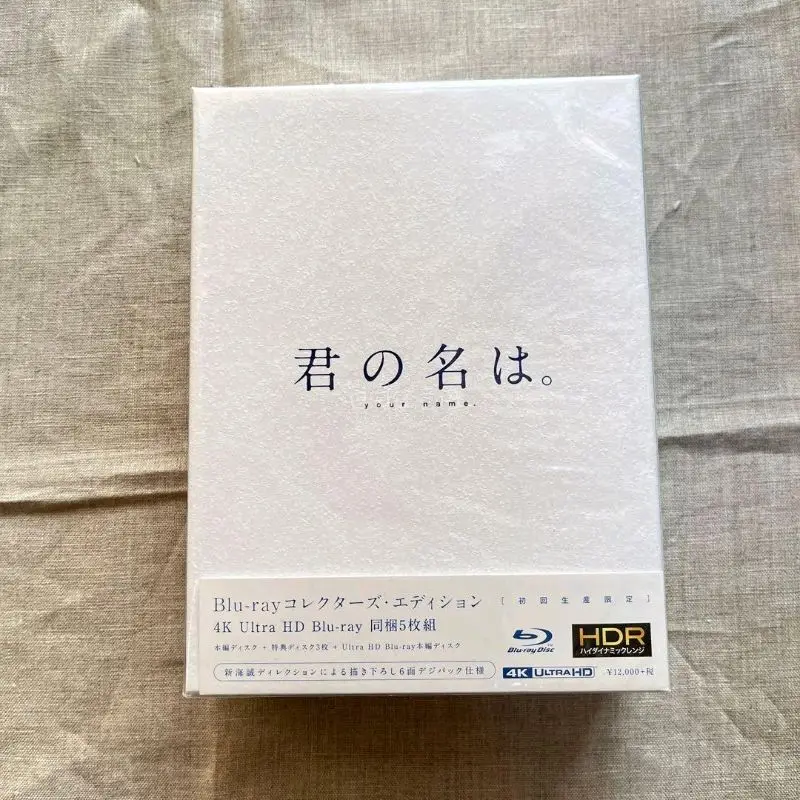 君の名は。
your name.
Blu-rayコレクターズ・エディション [初回生産限定]
4K Ultra HD Blu-ray 同梱5枚組
本編ディスク + 特典ディスク3枚 + Ultra HD Blu-ray本編ディスク
Blu-ray Disc
HDR
ハイダイナミックレンジ
新海誠ディレクションによる描き下ろし6面デジパック仕様
4K ULTRA HD
¥12,000+税